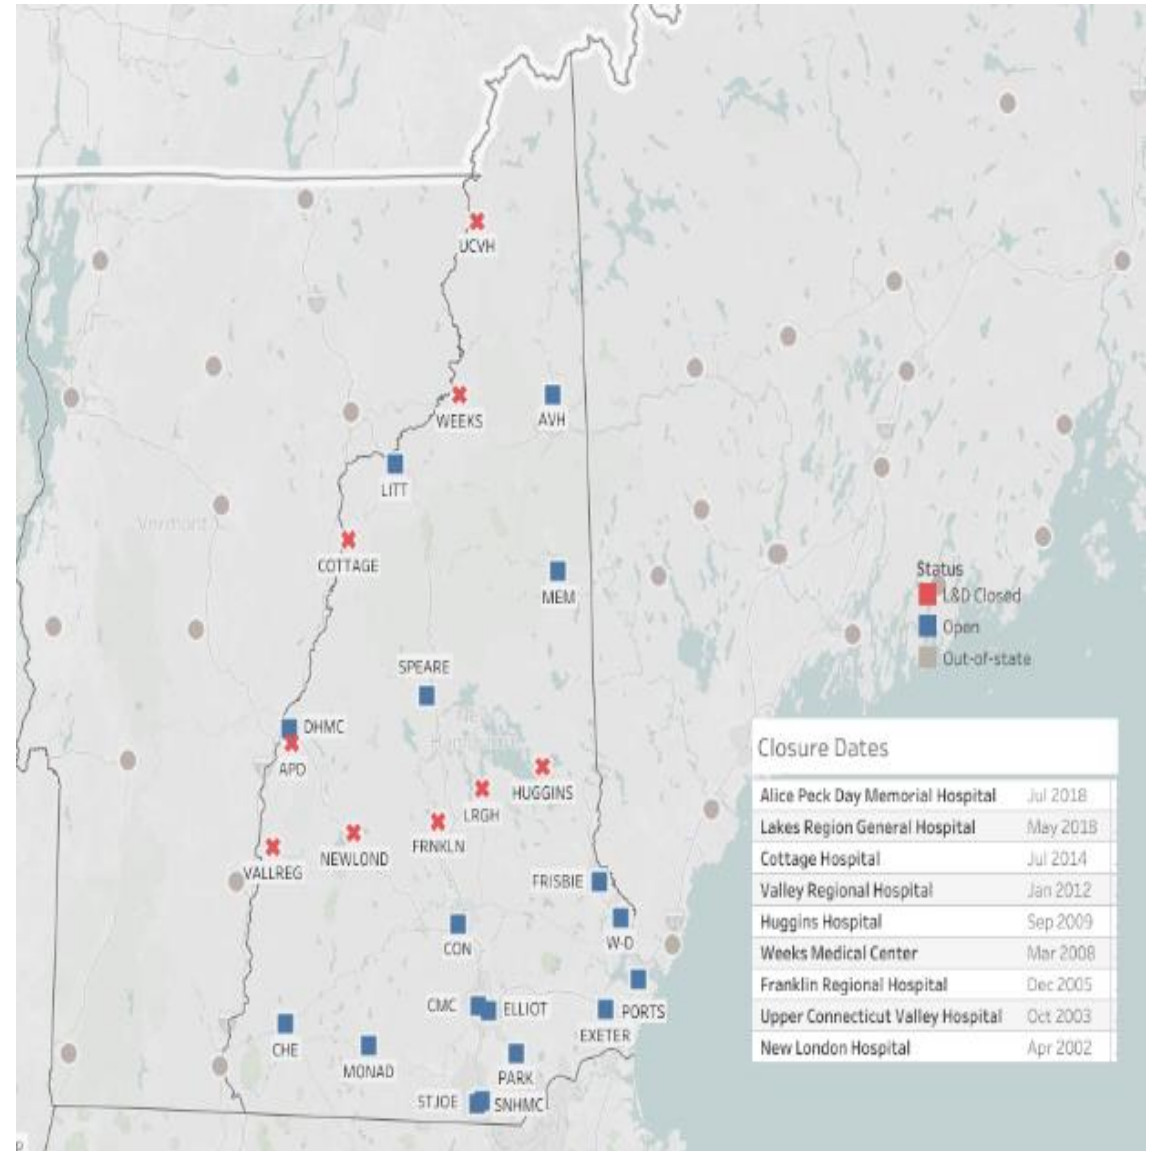 UCVH
WEEKS
AVH
LITT
Vermont
COTTAGE
MEM
Status
L&D Closed
Open
Out-of-state
SPEARE
DHMC
APD
HUGGINS
LRGH
FRNKLN
NEWLOND
VALLREG
FRISBIE
W-D
CON
CMC
ELLIOT
PORTS
EXETER
CHE
MONAD
PARK
STJOE
SNHMC
Closure Dates
Alice Peck Day Memorial Hospital Jul 2018
Lakes Region General Hospital May 2018
Cottage Hospital Jul 2014
Valley Regional Hospital Jan 2012
Huggins Hospital Sep 2009
Weeks Medical Center Mar 2008
Franklin Regional Hospital Dec 2005
Upper Connecticut Valley Hospital Oct 2003
New London Hospital Apr 2002